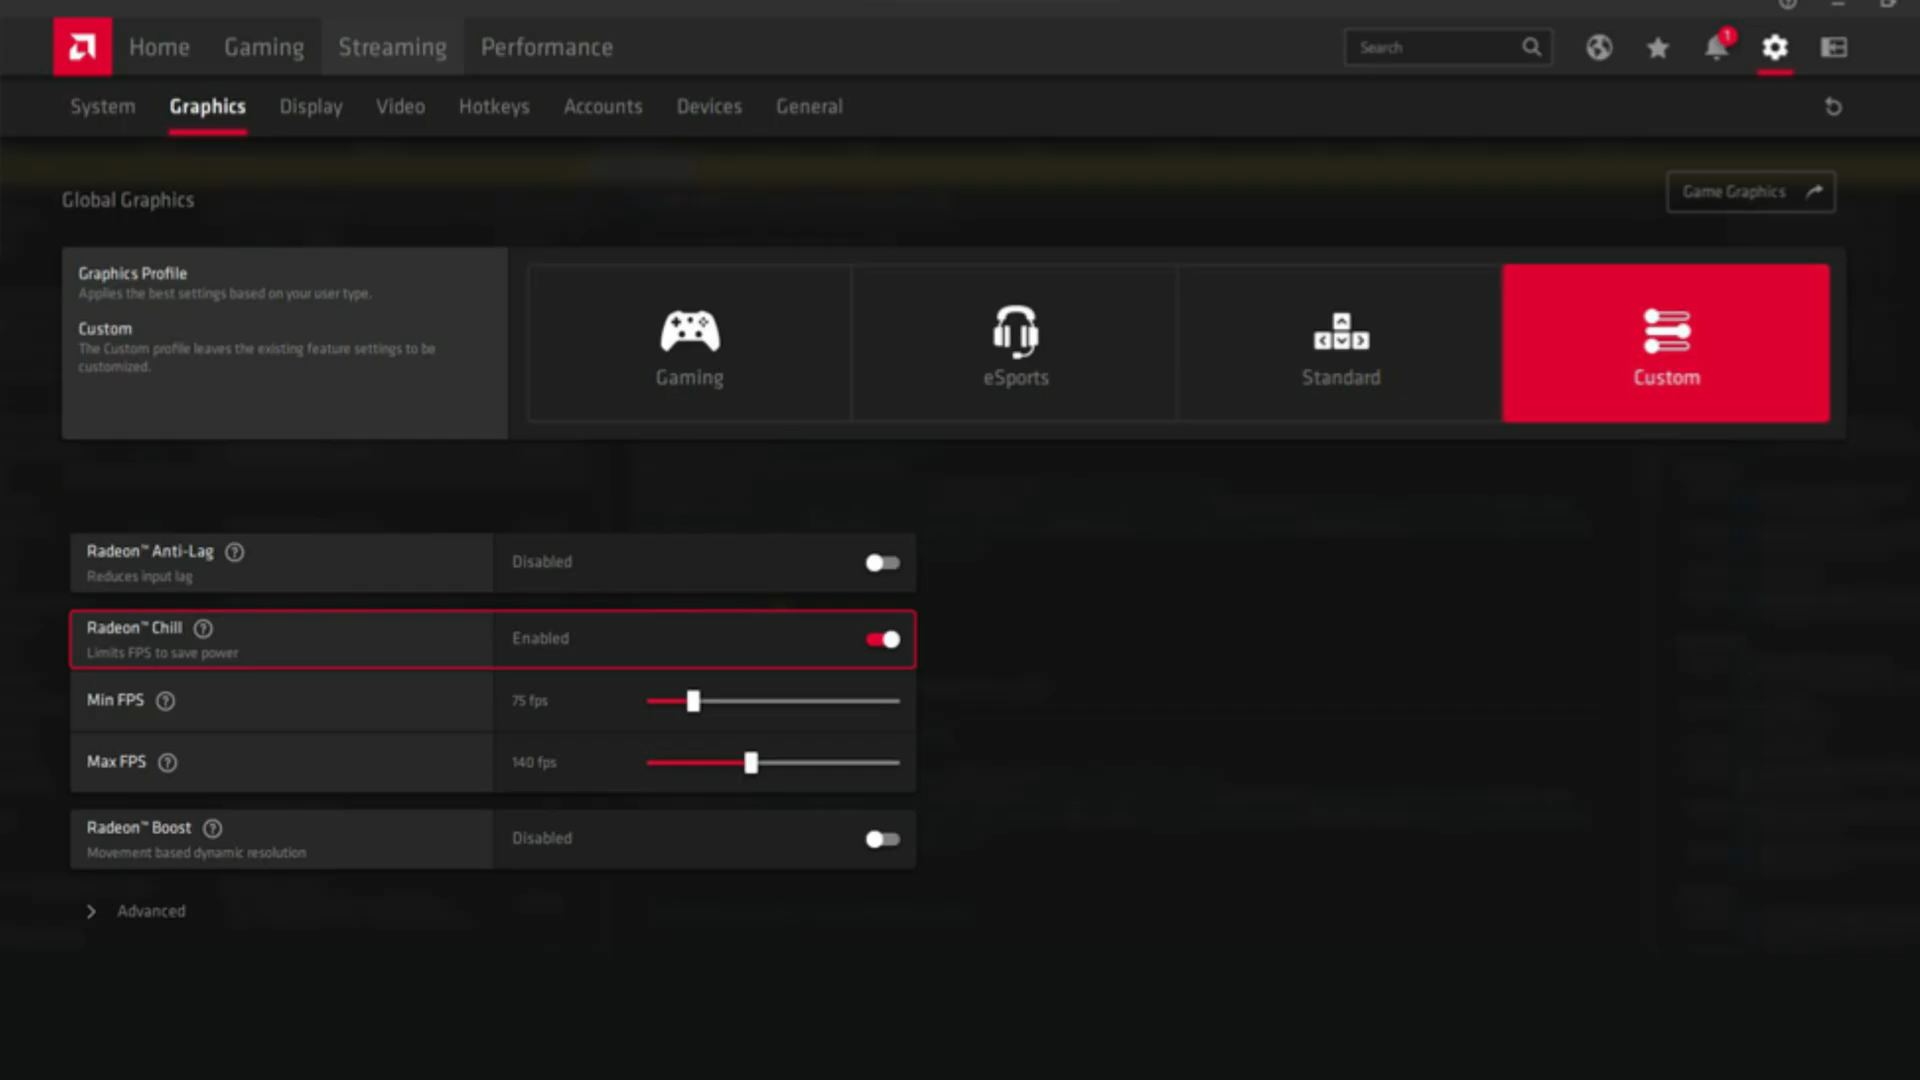 Home Gaming Streaming Performance Search 1
System Graphics Display Video Hotkeys Accounts Devices General
Global Graphics
Game Graphics
Graphics Profile
Applies the best settings based on your user type.
Custom
The Custom profile leaves the existing feature settings to be
customized.
Gaming eSports Standard Custom
Radeon™ Anti-Lag ? Disabled
Reduces input lag
Radeon™ Chill ? Enabled
Limits FPS to save power
Min FPS ? 75 fps
Max FPS ? 140 fps
Radeon™ Boost ? Disabled
Movement based dynamic resolution
Advanced